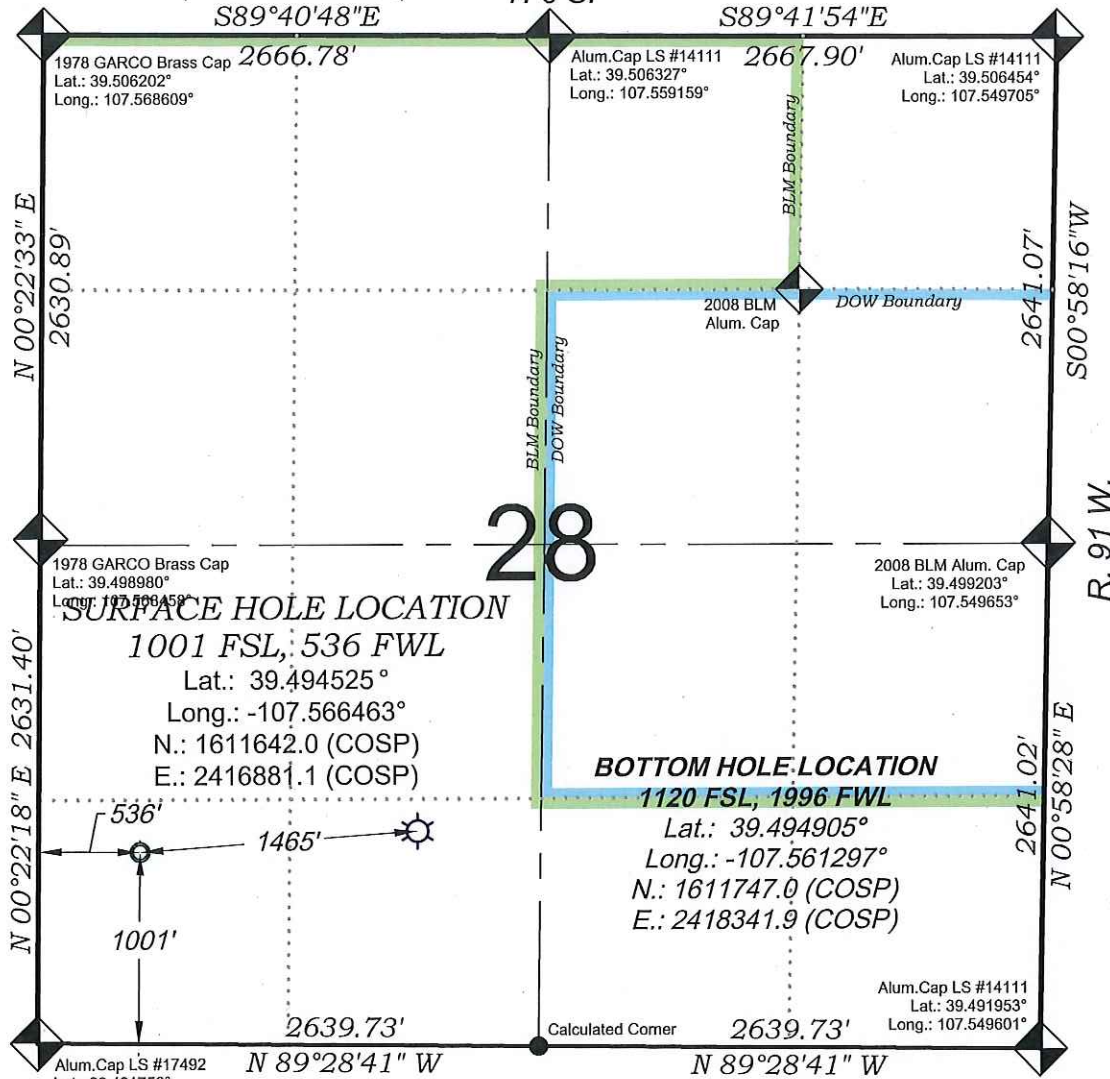 S89°40'48"E
S89°41'54"E
1978 GARCO Brass Cap
Lat.: 39.506202°
Long.: 107.568609°
2666.78'
Alum.Cap LS #14111
Lat.: 39.506327°
Long.: 107.559159°
2667.90'
Alum.Cap LS #14111
Lat.: 39.506454°
Long.: 107.549705°
BLM Boundary
N 00°22'33" E
2630.89'
2641.07'
S00°58'16"W
2008 BLM
Alum. Cap
DOW Boundary
BLM Boundary
DOW Boundary
28
R. 91 W.
1978 GARCO Brass Cap
Lat.: 39.498980°
Long.: 107.568458°
2008 BLM Alum. Cap
Lat.: 39.499203°
Long.: 107.549653°
SURFACE HOLE LOCATION
1001 FSL, 536 FWL
Lat.: 39.494525°
Long.: -107.566463°
N.: 1611642.0 (COSP)
E.: 2416881.1 (COSP)
N 00°22'18" E 2631.40'
BOTTOM HOLE LOCATION
1120 FSL, 1996 FWL
Lat.: 39.494905°
Long.: -107.561297°
N.: 1611747.0 (COSP)
E.: 2418341.9 (COSP)
2641.02'
N 00°58'28" E
536'
1465'
1001'
Alum.Cap LS #14111
Lat.: 39.491953°
Long.: 107.549601°
2639.73'
Calculated Corner
2639.73'
Alum.Cap LS #17492
N 89°28'41" W
N 89°28'41" W